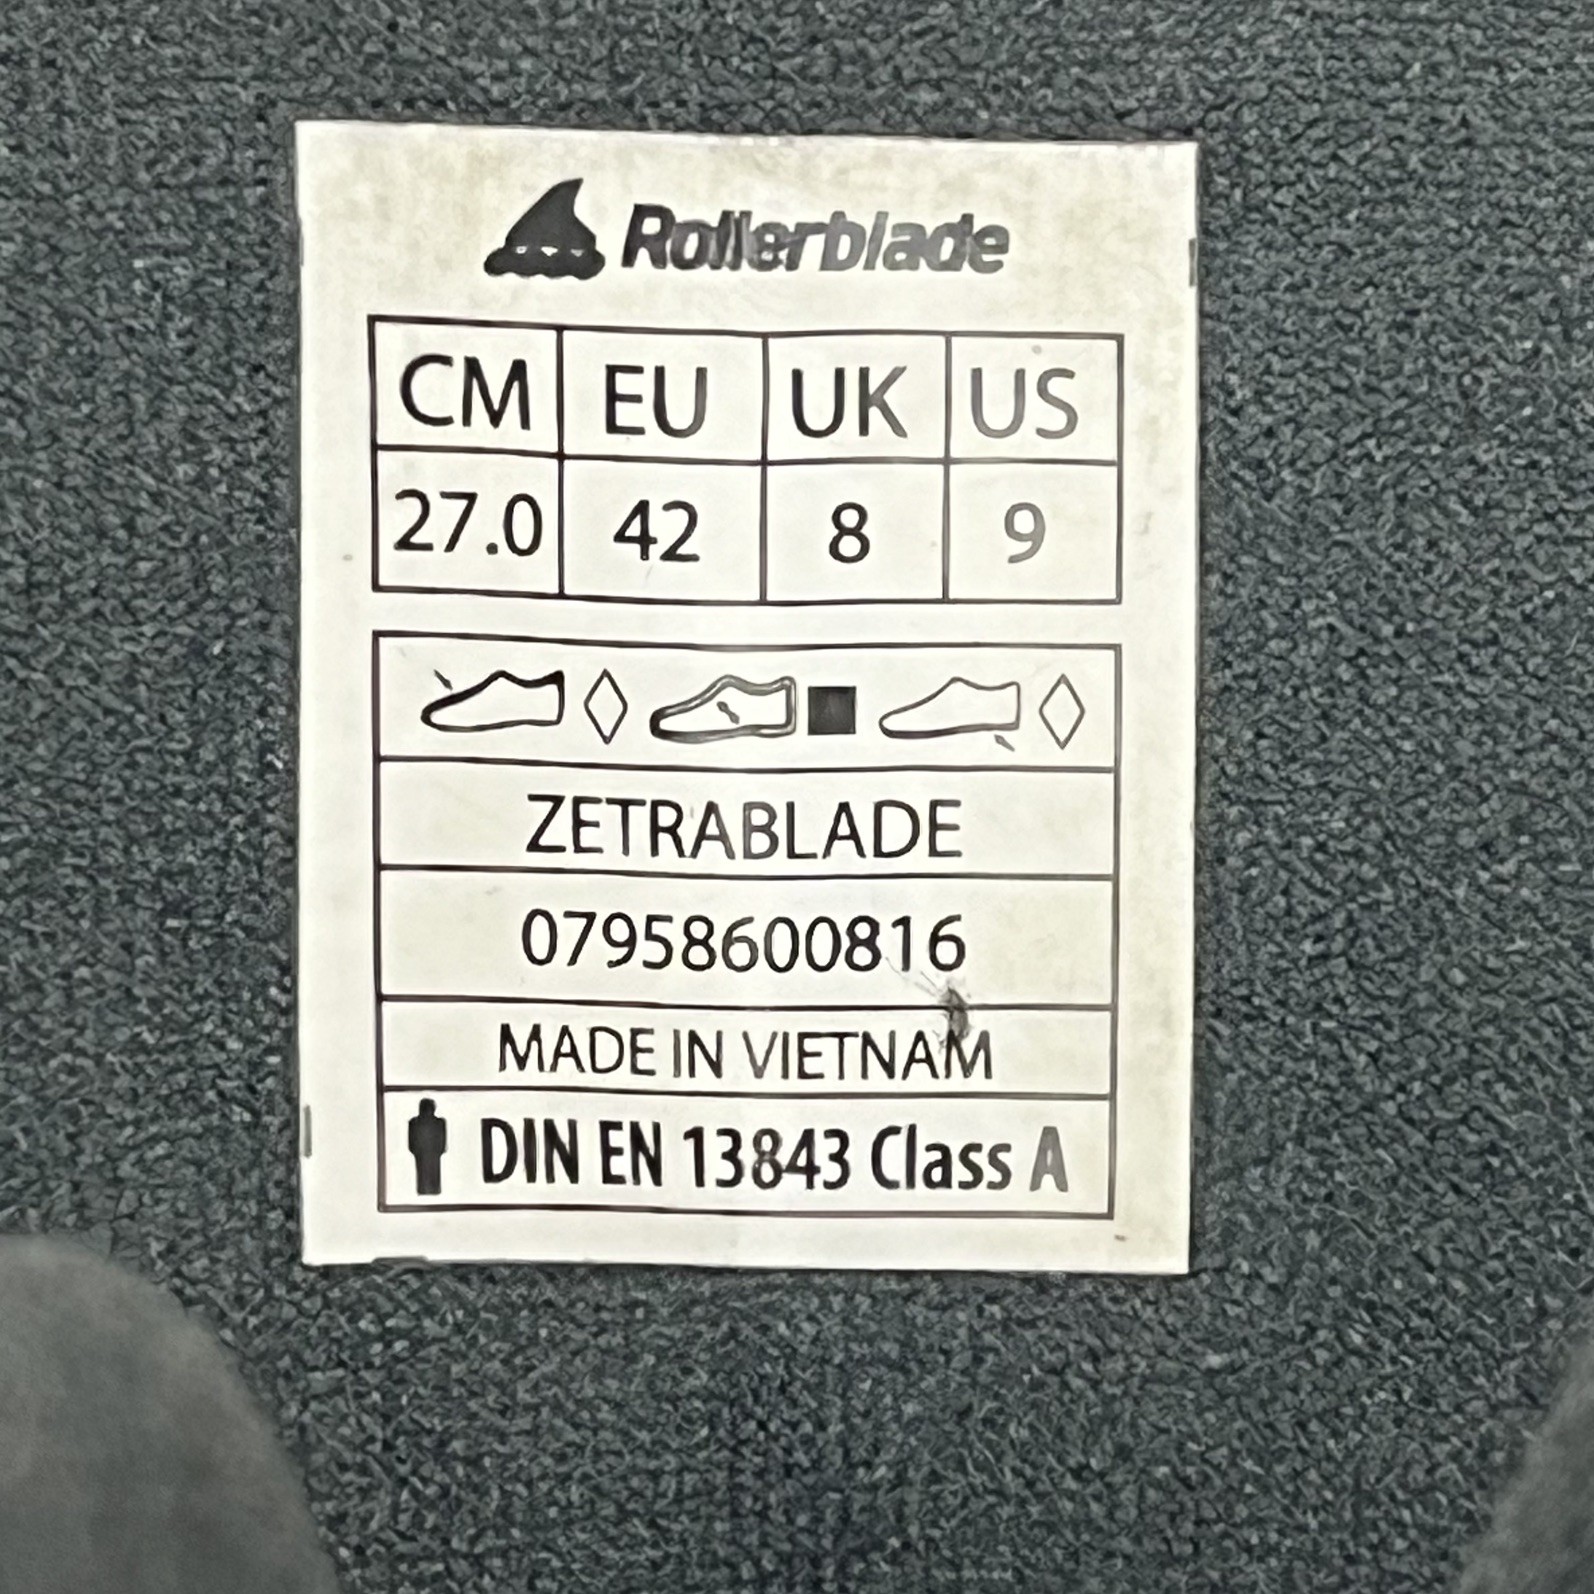 Rollerblade
CM EU UK US
27.0 42 8 9
ZETRABLADE
07958600816
MADE IN VIETNAM
DIN EN 13843 Class A